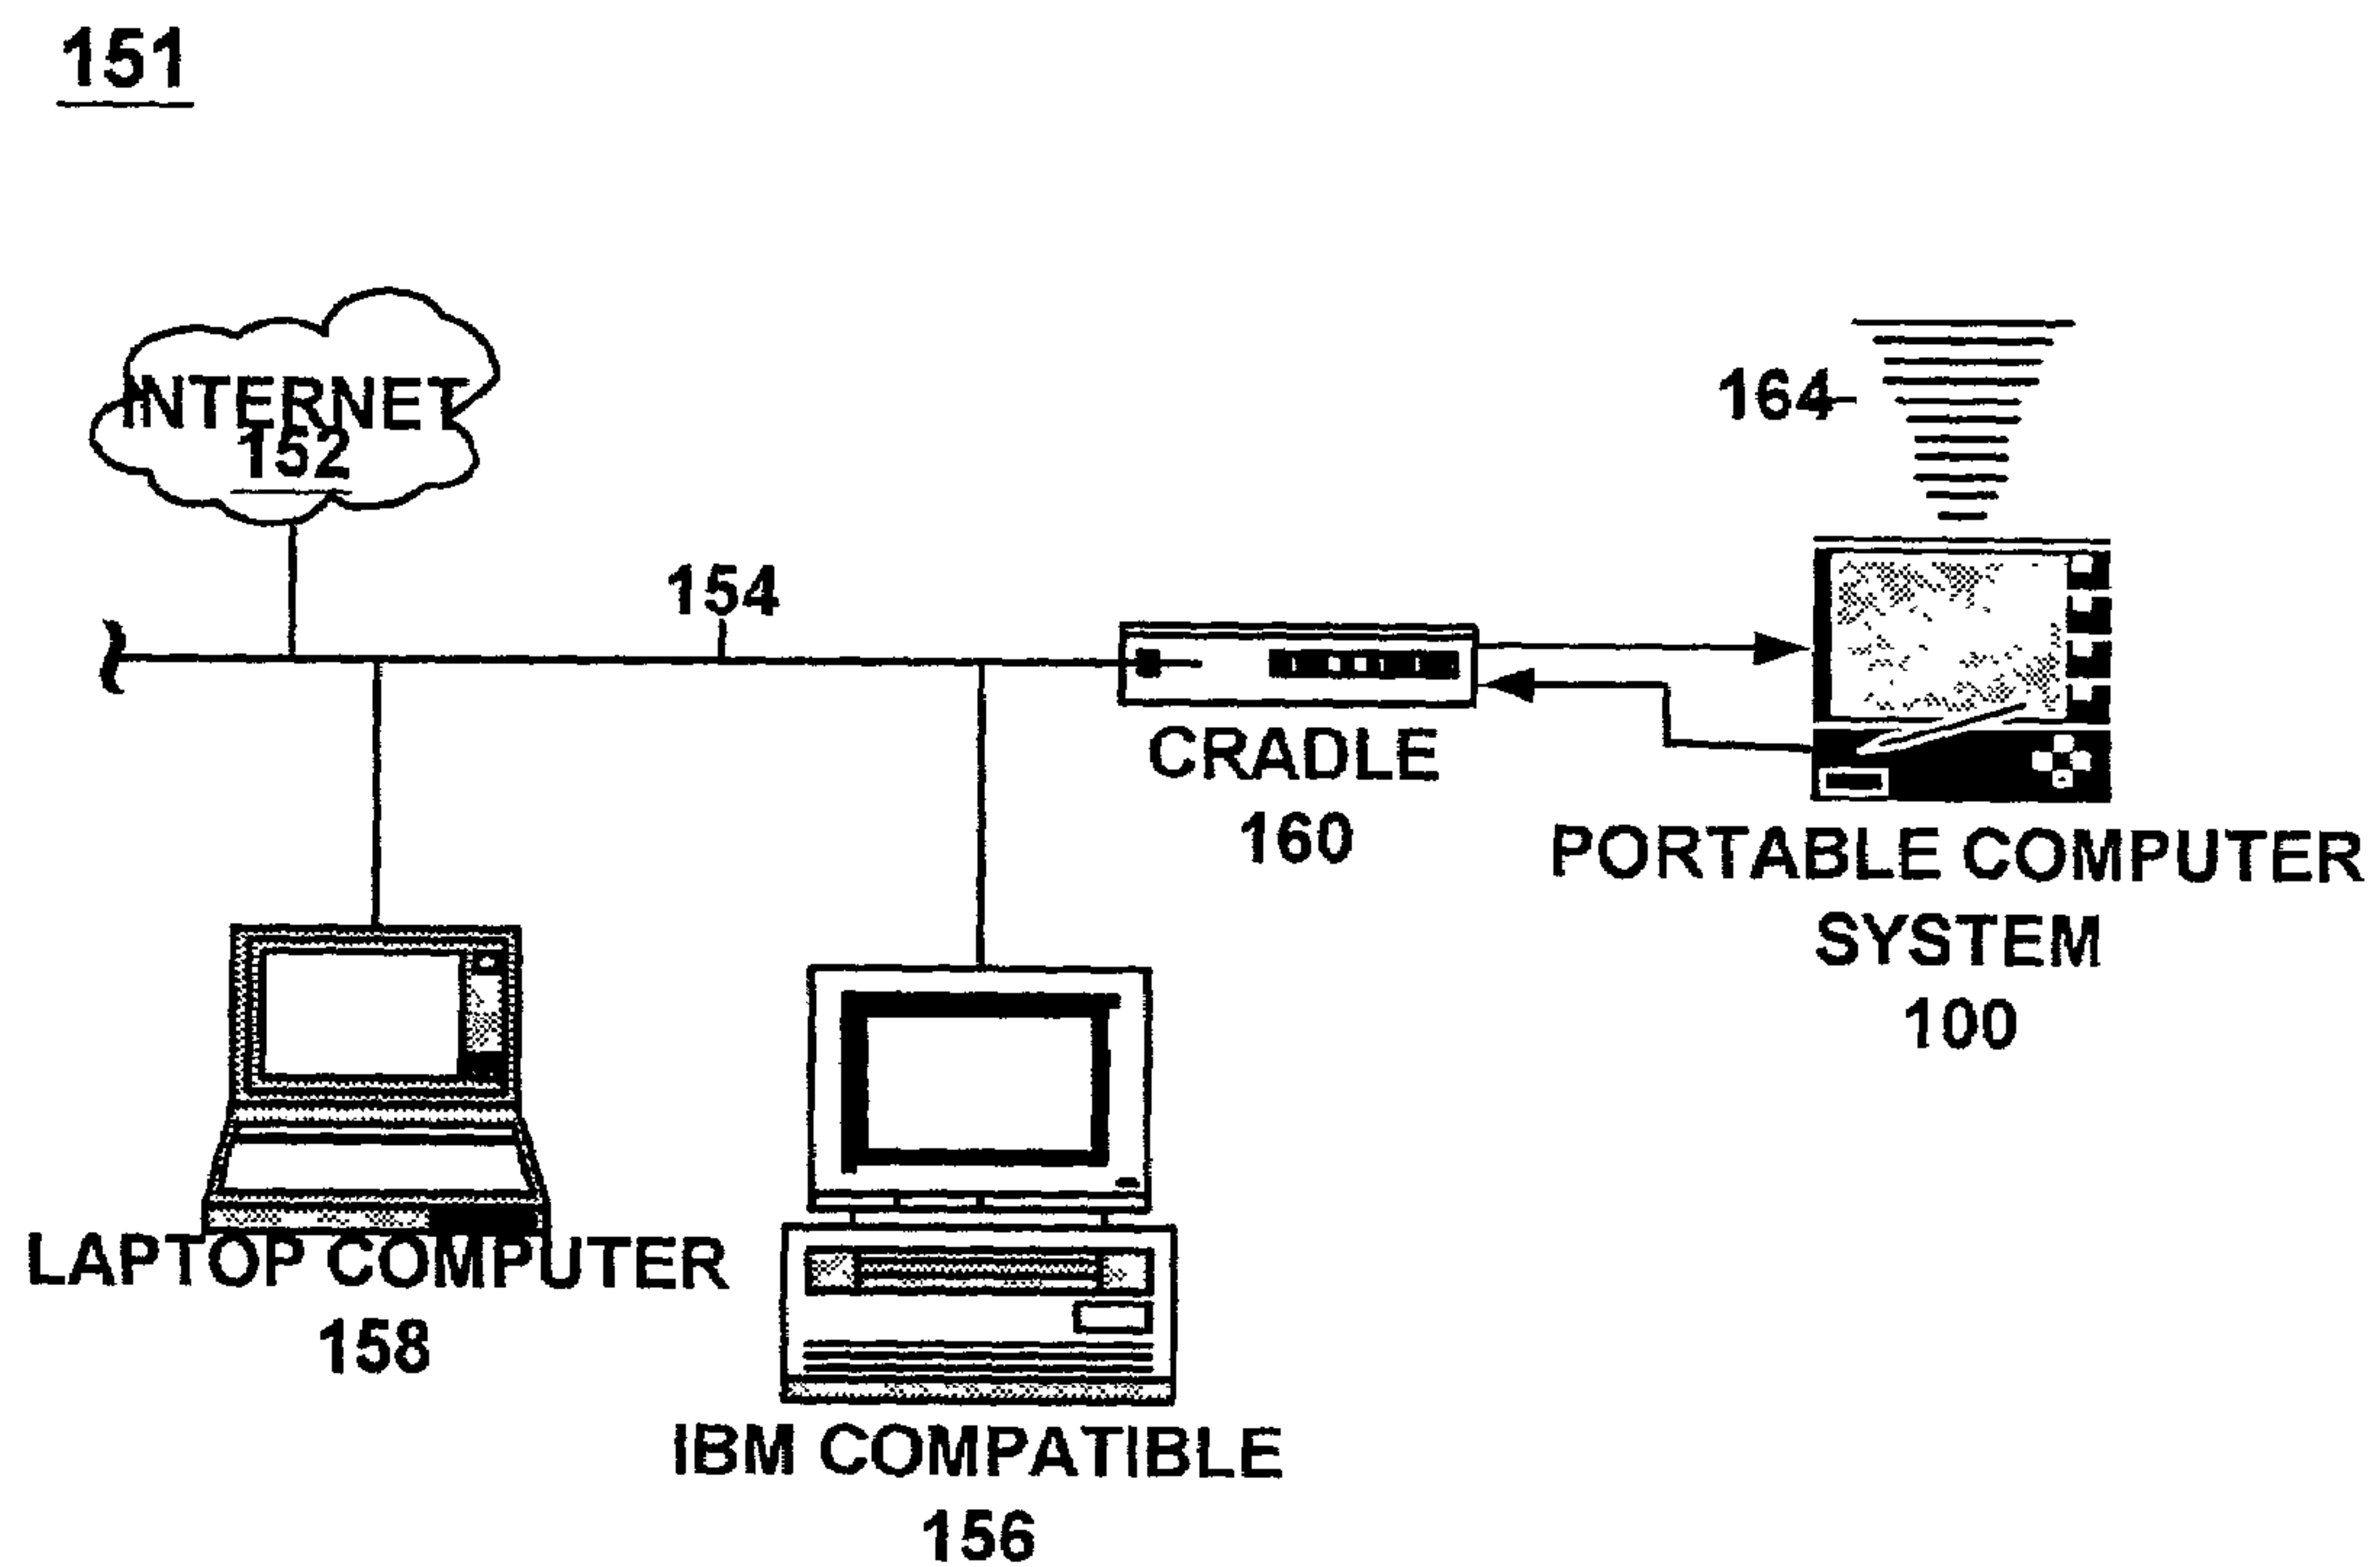 151
INTERNET
152
164
154
CRADLE
160
PORTABLE COMPUTER
SYSTEM
100
LAPTOP COMPUTER
158
IBM COMPATIBLE
156